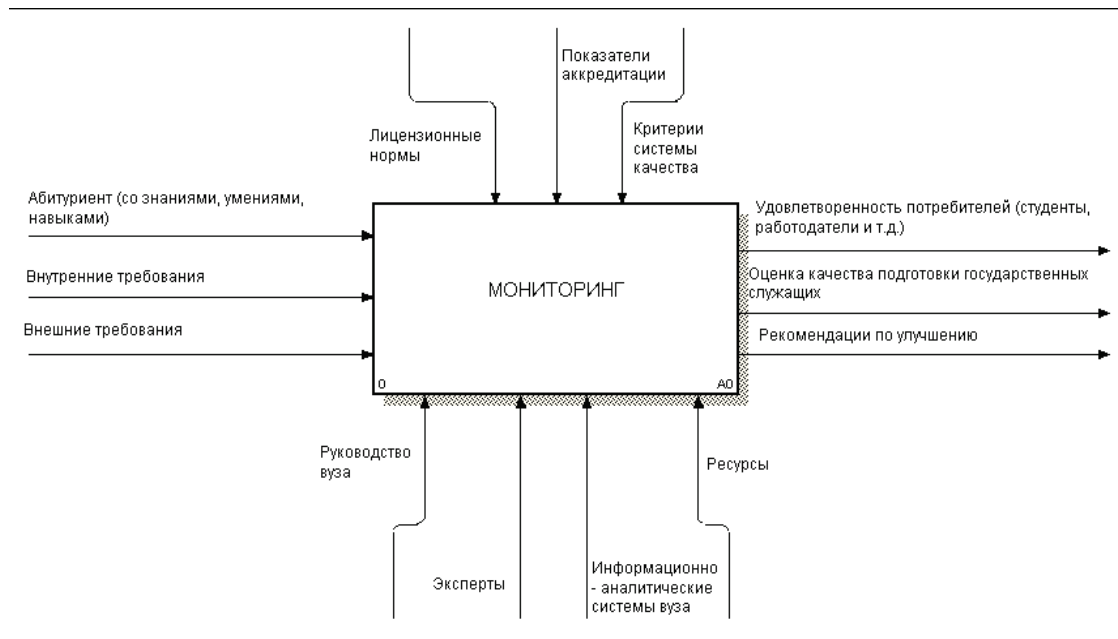 Показатели
аккредитации
Лицензионные
нормы
Критерии
системы
качества
Абитуриент (со знаниями, умениями,
навыками)
Внутренние требования
Внешние требования
МОНИТОРИНГ
0
A0
Удовлетворенность потребителей (студенты,
работодатели и т.д.)
Оценка качества подготовки государственных
служащих
Рекомендации по улучшению
Руководство
вуза
Эксперты
Информационно
- аналитические
системы вуза
Ресурсы